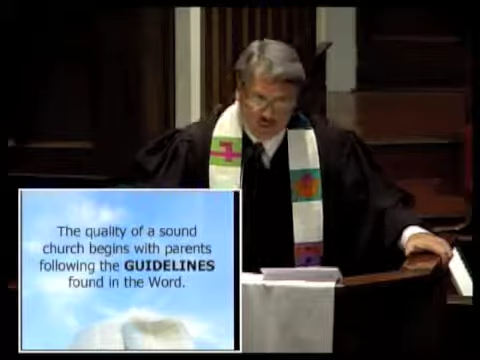 The quality of a sound
church begins with parents
following the GUIDELINES
found in the Word.